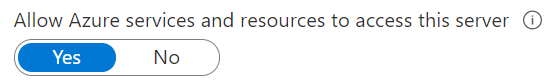 Allow Azure services and resources to access this server
Yes No